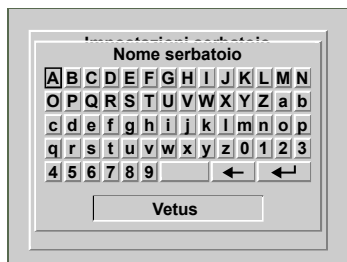 Impostazioni serbatoio
Nome serbatoio
A B C D E F G H I J K L M N
O P Q R S T U V W X Y Z a b
c d e f g h i j k l m n o p
q r s t u v w x y z 0 1 2 3
4 5 6 7 8 9
Vetus